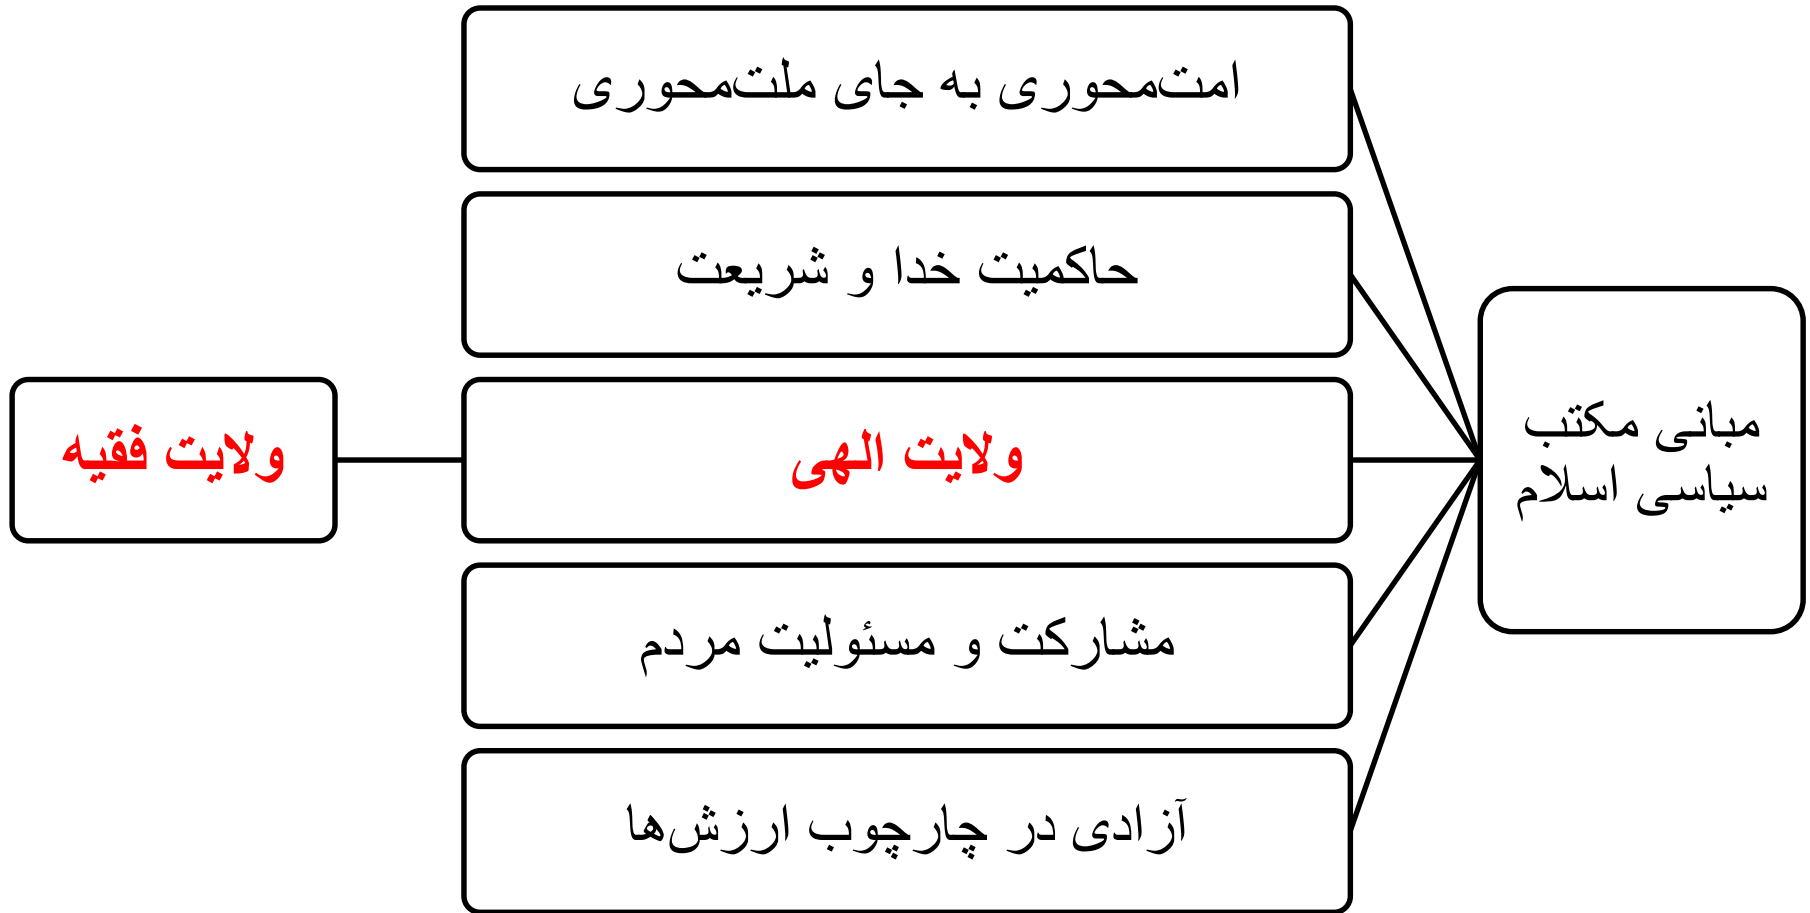 مبانی مکتب
سیاسی اسلام
امت‌محوری به جای ملت‌محوری
حاکمیت خدا و شریعت
ولایت الهی
ولایت فقیه
مشارکت و مسئولیت مردم
آزادی در چارچوب ارزش‌ها